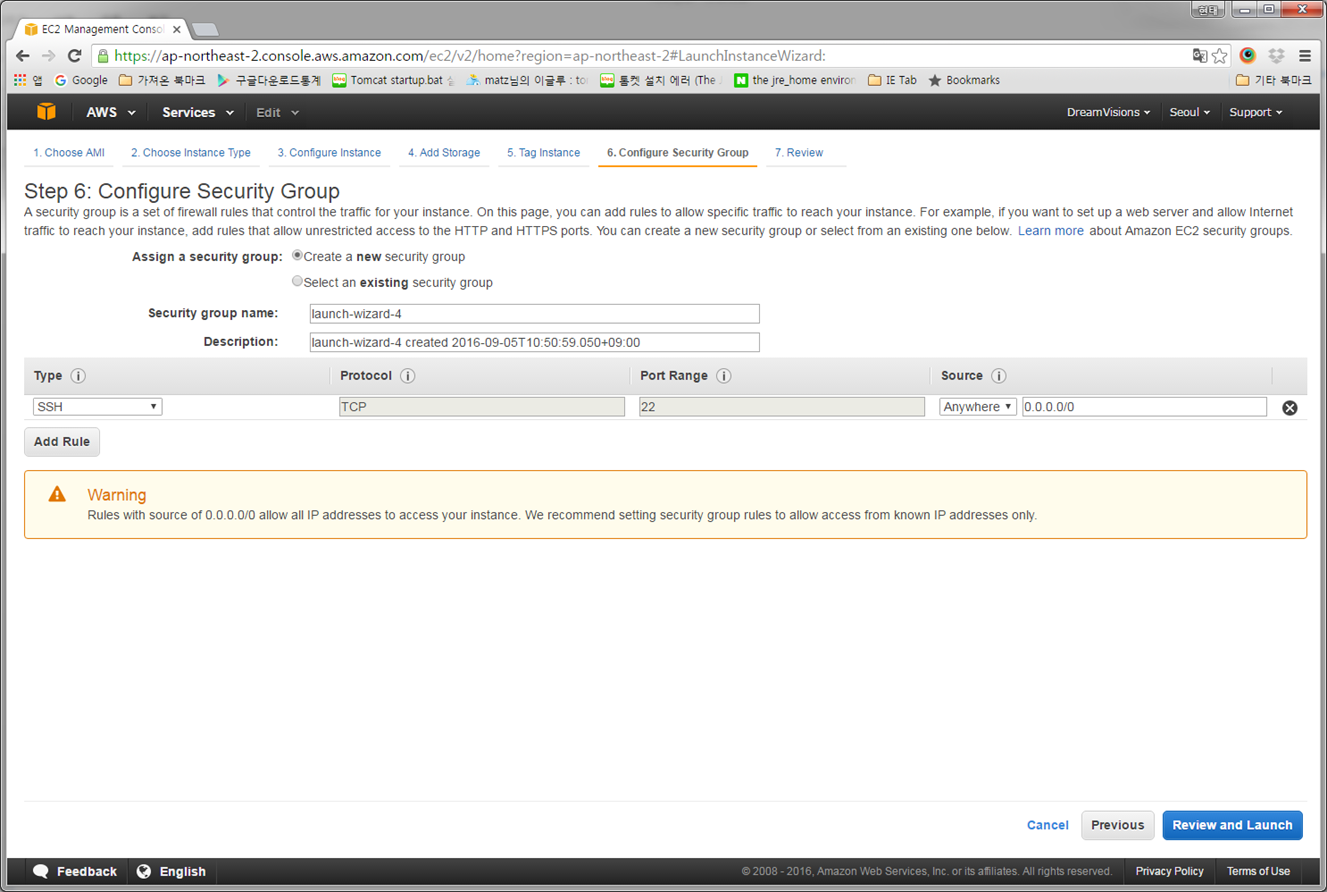 현태
EC2 Management Consol
https://ap-northeast-2.console.aws.amazon.com/ec2/v2/home?region=ap-northeast-2#LaunchInstanceWizard:
앱 Google 가져온 북마크 구글다운로드통계 Tomcat startup.bat 실 matz님의 이글루 : to 톰켓 설치 에러 (The J the jre_home environ IE Tab Bookmarks 기타 북마크
AWS Services Edit DreamVisions Seoul Support
1. Choose AMI 2. Choose Instance Type 3. Configure Instance 4. Add Storage 5. Tag Instance 6. Configure Security Group 7. Review
Step 6: Configure Security Group
A security group is a set of firewall rules that control the traffic for your instance. On this page, you can add rules to allow specific traffic to reach your instance. For example, if you want to set up a web server and allow Internet
traffic to reach your instance, add rules that allow unrestricted access to the HTTP and HTTPS ports. You can create a new security group or select from an existing one below. Learn more about Amazon EC2 security groups.
Assign a security group: Create a new security group
Select an existing security group
Security group name: launch-wizard-4
Description: launch-wizard-4 created 2016-09-05T10:50:59.050+09:00
Type Protocol Port Range Source
SSH TCP 22 Anywhere 0.0.0.0/0
Add Rule
Warning
Rules with source of 0.0.0.0/0 allow all IP addresses to access your instance. We recommend setting security group rules to allow access from known IP addresses only.
Cancel Previous Review and Launch
Feedback English © 2008 - 2016, Amazon Web Services, Inc. or its affiliates. All rights reserved. Privacy Policy Terms of Use